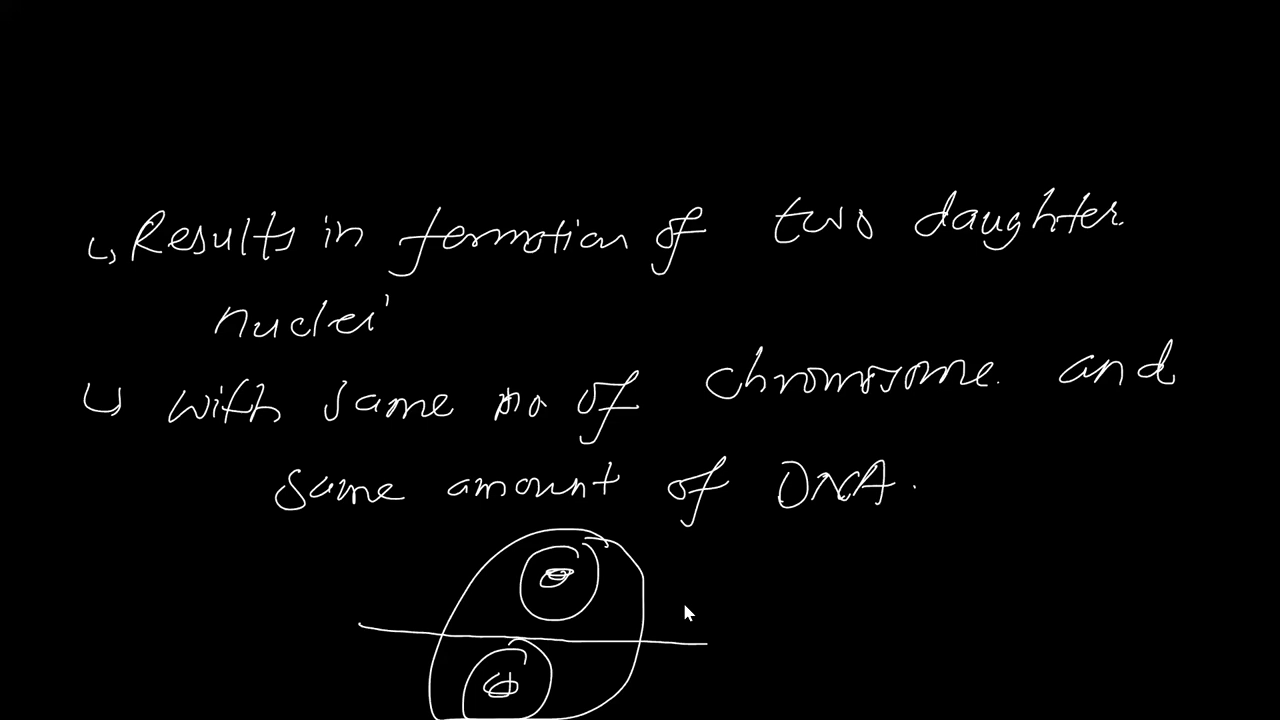 Results in formation of two daughter
nuclei
with same no of chromosome. and
same amount of DNA.